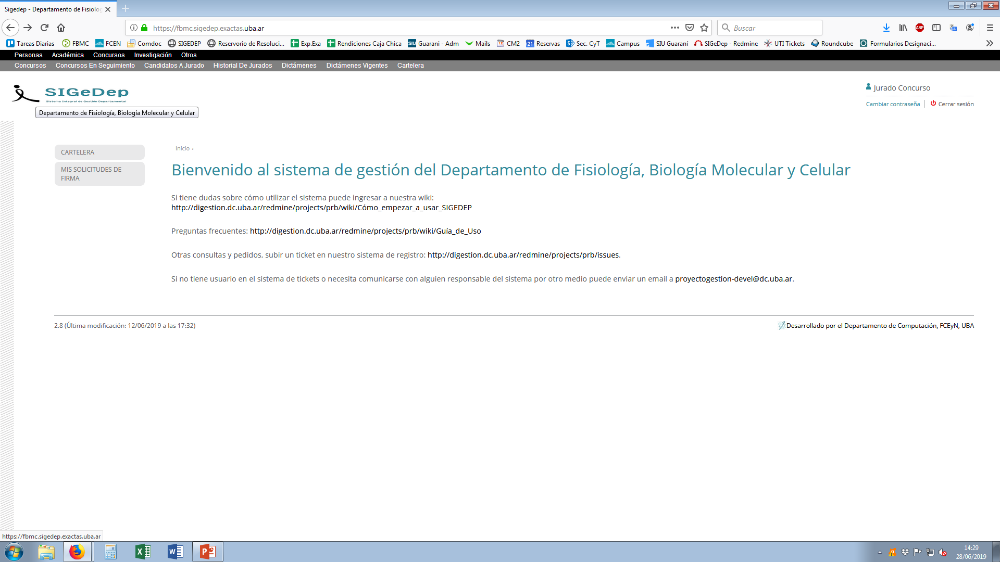 Sigedep - Departamento de Fisiolog
https://fbmc.sigedep.exactas.uba.ar
Buscar
Tareas Diarias FBMC FCEN Comdoc SIGEDEP Reservorio de Resoluci... Exp.Exa Rendiciones Caja Chica SIU Guarani - Adm Mails 12 CM2 21 Reservas Sec. CyT Campus SIU Guaraní SIGeDep - Redmine UTI Tickets Roundcube Formularios Designaci...
ABP
Personas Académica Concursos Investigación Otros
Concursos Concursos En Seguimiento Candidatos A Jurado Historial De Jurados Dictámenes Dictámenes Vigentes Cartelera
SIGeDep
Sistema Integral de Gestión Departamental
Departamento de Fisiología, Biología Molecular y Celular
Jurado Concurso
Cambiar contraseña Cerrar sesión
CARTELERA
MIS SOLICITUDES DE
FIRMA
Inicio ›
Bienvenido al sistema de gestión del Departamento de Fisiología, Biología Molecular y Celular
Si tiene dudas sobre cómo utilizar el sistema puede ingresar a nuestra wiki:
http://digestion.dc.uba.ar/redmine/projects/prb/wiki/Cómo_empezar_a_usar_SIGEDEP
Preguntas frecuentes: http://digestion.dc.uba.ar/redmine/projects/prb/wiki/Guía_de_Uso
Otras consultas y pedidos, subir un ticket en nuestro sistema de registro: http://digestion.dc.uba.ar/redmine/projects/prb/issues.
Si no tiene usuario en el sistema de tickets o necesita comunicarse con alguien responsable del sistema por otro medio puede enviar un email a proyectogestion-devel@dc.uba.ar.
2.8 (Última modificación: 12/06/2019 a las 17:32)
Desarrollado por el Departamento de Computación, FCEyN, UBA
https://fbmc.sigedep.exactas.uba.ar
14:29
28/06/2019